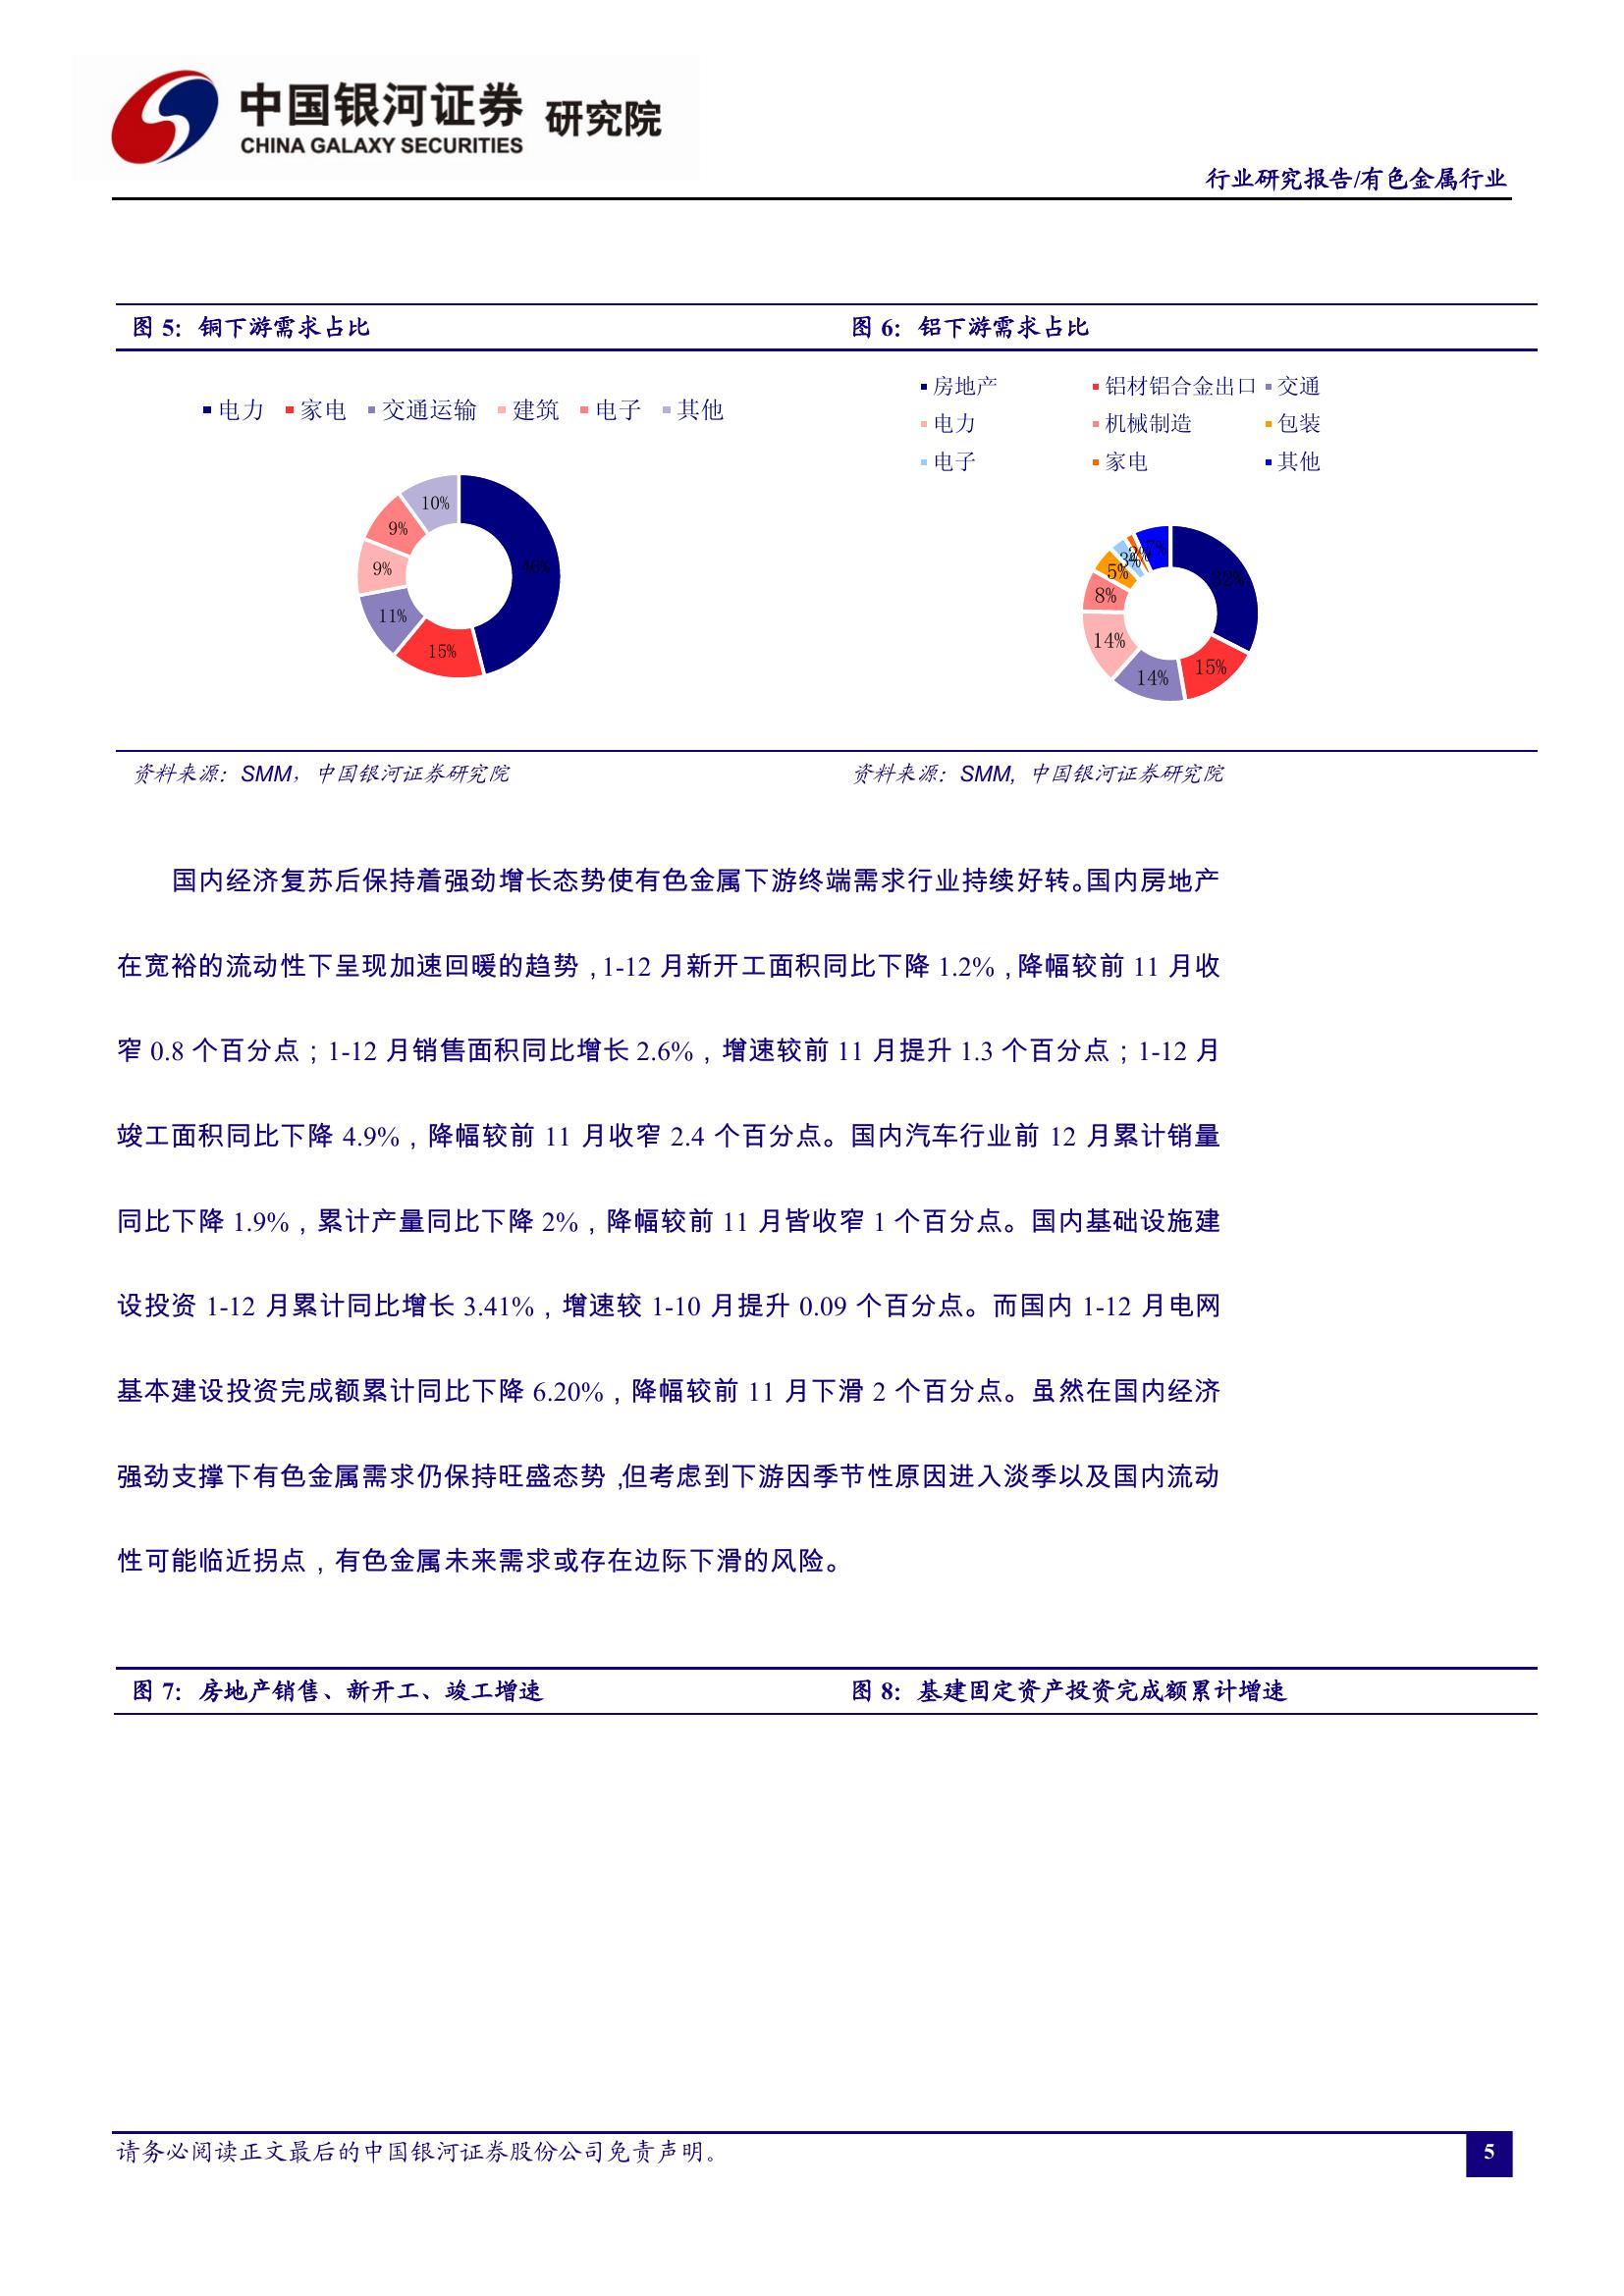 中国银河证券 研究院
CHINA GALAXY SECURITIES
行业研究报告/有色金属行业
图 5：铜下游需求占比
图 6：铝下游需求占比
电力 家电 交通运输 建筑 电子 其他
10%
9%
9%
46%
11%
15%
房地产 铝材铝合金出口 交通
电力 机械制造 包装
电子 家电 其他
7%
2%
3%
5%
32%
8%
14%
15%
14%
资料来源：SMM，中国银河证券研究院
资料来源：SMM, 中国银河证券研究院
国内经济复苏后保持着强劲增长态势使有色金属下游终端需求行业持续好转。国内房地产
在宽裕的流动性下呈现加速回暖的趋势，1-12 月新开工面积同比下降 1.2%，降幅较前 11 月收
窄 0.8 个百分点；1-12 月销售面积同比增长 2.6%，增速较前 11 月提升 1.3 个百分点；1-12 月
竣工面积同比下降 4.9%，降幅较前 11 月收窄 2.4 个百分点。国内汽车行业前 12 月累计销量
同比下降 1.9%，累计产量同比下降 2%，降幅较前 11 月皆收窄 1 个百分点。国内基础设施建
设投资 1-12 月累计同比增长 3.41%，增速较 1-10 月提升 0.09 个百分点。而国内 1-12 月电网
基本建设投资完成额累计同比下降 6.20%，降幅较前 11 月下滑 2 个百分点。虽然在国内经济
强劲支撑下有色金属需求仍保持旺盛态势，但考虑到下游因季节性原因进入淡季以及国内流动
性可能临近拐点，有色金属未来需求或存在边际下滑的风险。
图 7：房地产销售、新开工、竣工增速
图 8：基建固定资产投资完成额累计增速
请务必阅读正文最后的中国银河证券股份公司免责声明。
5